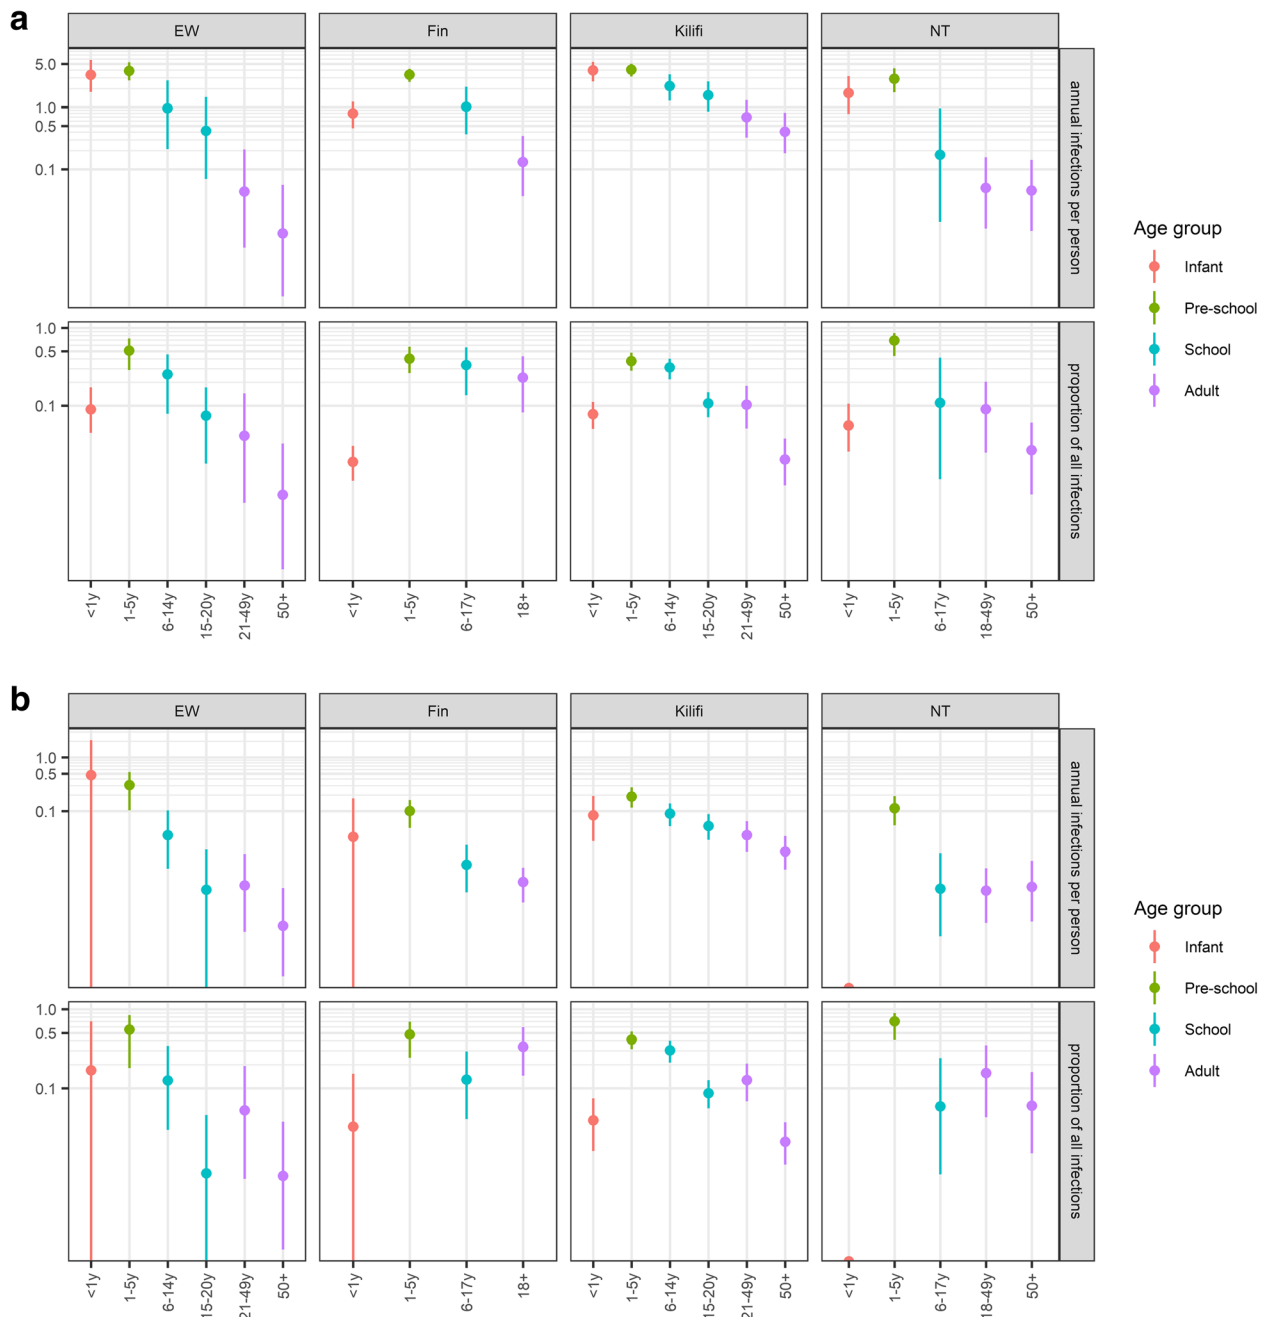 a
EW
Fin
Kilifi
NT
5.0
1.0
0.5
0.1
annual infections per person
1.0
0.5
0.1
proportion of all infections
<1y
1-5y
6-14y
15-20y
21-49y
50+
<1y
1-5y
6-17y
18+
<1y
1-5y
6-14y
15-20y
21-49y
50+
<1y
1-5y
6-17y
18-49y
50+
Age group
Infant
Pre-school
School
Adult
b
EW
Fin
Kilifi
NT
1.0
0.5
0.1
annual infections per person
1.0
0.5
0.1
proportion of all infections
<1y
1-5y
6-14y
15-20y
21-49y
50+
<1y
1-5y
6-17y
18+
<1y
1-5y
6-14y
15-20y
21-49y
50+
<1y
1-5y
6-17y
18-49y
50+
Age group
Infant
Pre-school
School
Adult